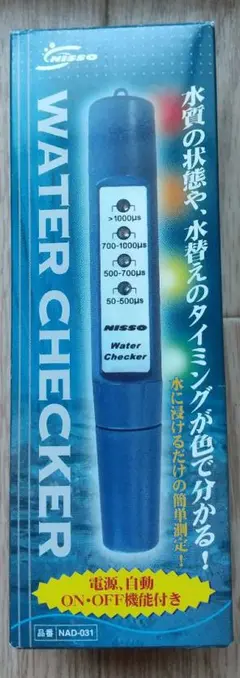 NISSO
WATER CHECKER
水質の状態や、水替えのタイミングが色で分かる!
水に浸けるだけの簡単測定!
>1000μs
700-1000μs
500-700μs
50-500μs
NISSO
Water
Checker
電源、自動
ON・OFF機能付き
品番 NAD-031